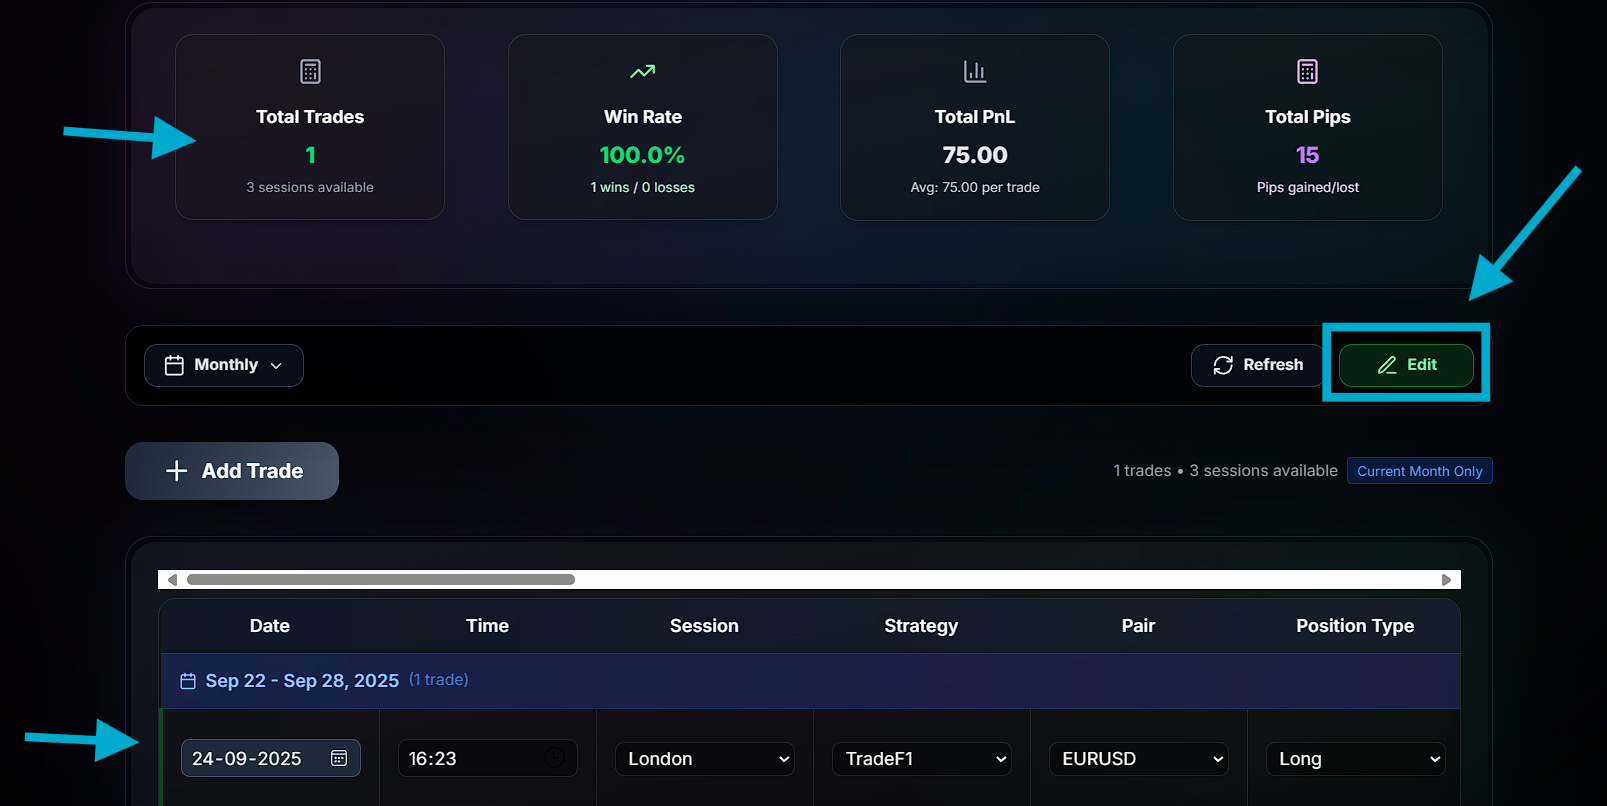 Total Trades
1
3 sessions available
Win Rate
100.0%
1 wins / 0 losses
Total PnL
75.00
Avg: 75.00 per trade
Total Pips
15
Pips gained/lost
Monthly
Refresh
Edit
Add Trade
1 trades • 3 sessions available
Current Month Only
Date Time Session Strategy Pair Position Type
Sep 22 - Sep 28, 2025 (1 trade)
24-09-2025 16:23 London TradeF1 EURUSD Long